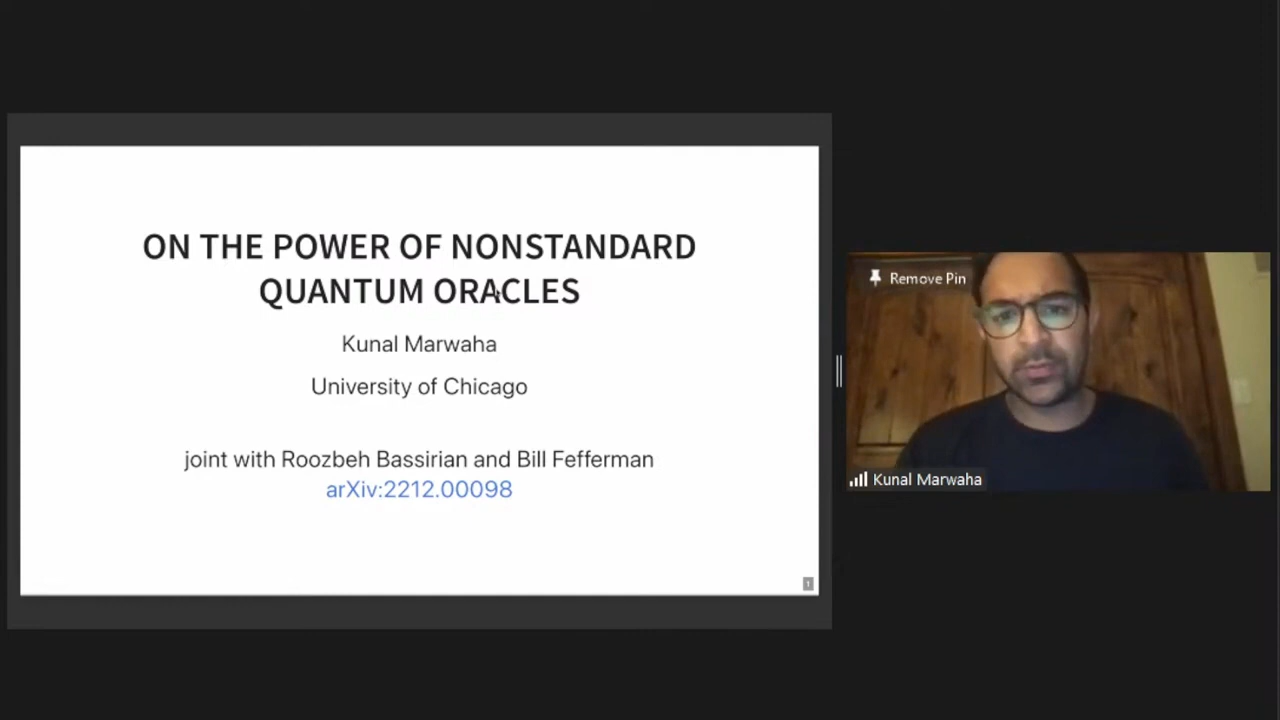 ON THE POWER OF NONSTANDARD
QUANTUM ORACLES
Kunal Marwaha
University of Chicago
joint with Roozbeh Bassirian and Bill Fefferman
arXiv:2212.00098
1
Remove Pin
Kunal Marwaha